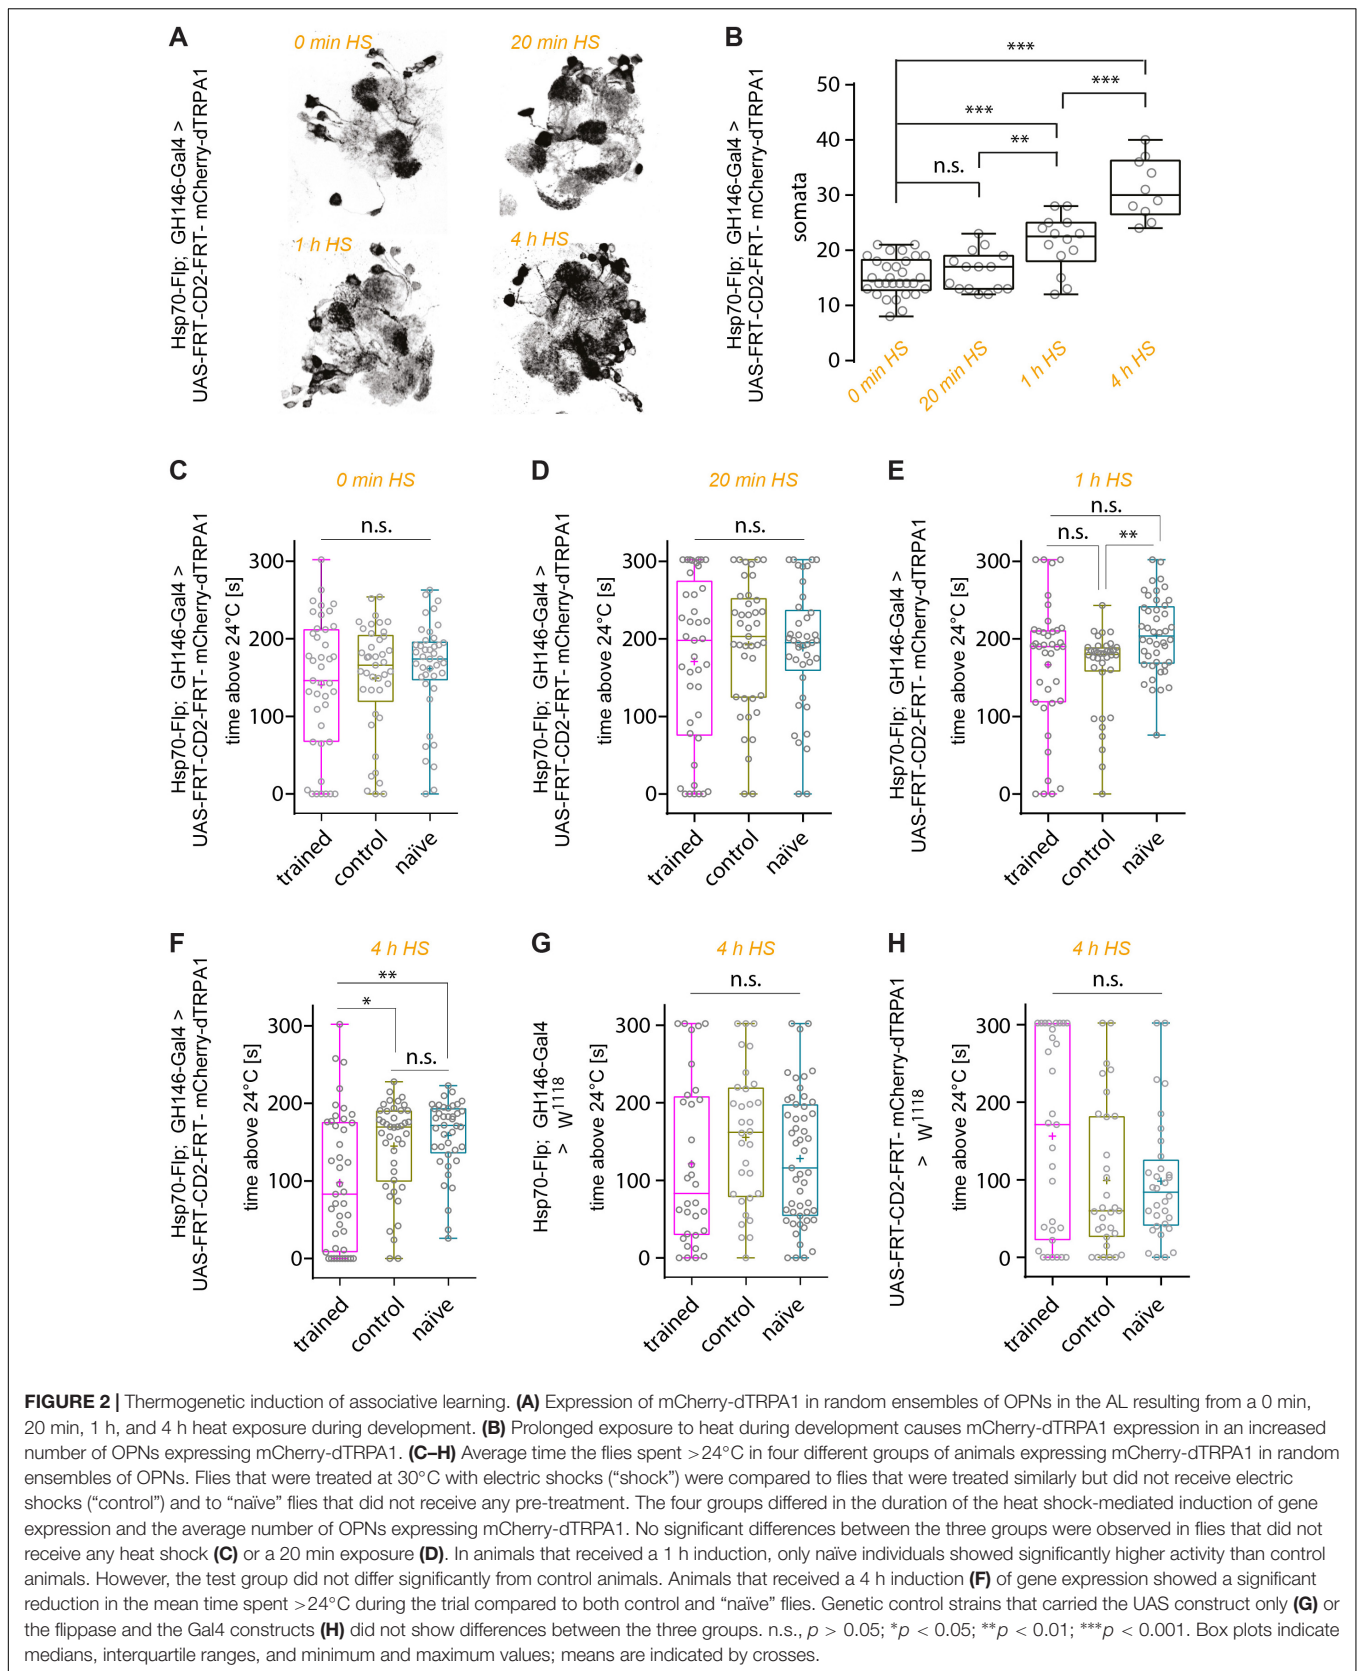 A
Hsp70-Flp; GH146-Gal4 >
UAS-FRT-CD2-FRT- mCherry-dTRPA1
0 min HS
20 min HS
1 h HS
4 h HS
B
Hsp70-Flp; GH146-Gal4 >
UAS-FRT-CD2-FRT- mCherry-dTRPA1
somata
50
40
30
20
10
0
***
***
***
**
n.s.
0 min HS
20 min HS
1 h HS
4 h HS
C
0 min HS
Hsp70-Flp; GH146-Gal4 >
UAS-FRT-CD2-FRT- mCherry-dTRPA1
time above 24°C [s]
n.s.
300
200
100
0
trained
control
naïve
D
20 min HS
Hsp70-Flp; GH146-Gal4 >
UAS-FRT-CD2-FRT- mCherry-dTRPA1
time above 24°C [s]
n.s.
300
200
100
0
trained
control
naïve
E
1 h HS
Hsp70-Flp; GH146-Gal4 >
UAS-FRT-CD2-FRT- mCherry-dTRPA1
time above 24°C [s]
n.s.
n.s.
**
300
200
100
0
trained
control
naïve
F
4 h HS
Hsp70-Flp; GH146-Gal4 >
UAS-FRT-CD2-FRT- mCherry-dTRPA1
time above 24°C [s]
**
*
n.s.
300
200
100
0
trained
control
naïve
G
4 h HS
Hsp70-Flp; GH146-Gal4
> W1118
time above 24°C [s]
n.s.
300
200
100
0
trained
control
naïve
H
4 h HS
UAS-FRT-CD2-FRT- mCherry-dTRPA1
> W1118
time above 24°C [s]
n.s.
300
200
100
0
trained
control
naïve
FIGURE 2 | Thermogenetic induction of associative learning. (A) Expression of mCherry-dTRPA1 in random ensembles of OPNs in the AL resulting from a 0 min,
20 min, 1 h, and 4 h heat exposure during development. (B) Prolonged exposure to heat during development causes mCherry-dTRPA1 expression in an increased
number of OPNs expressing mCherry-dTRPA1. (C–H) Average time the flies spent >24°C in four different groups of animals expressing mCherry-dTRPA1 in random
ensembles of OPNs. Flies that were treated at 30°C with electric shocks (“shock”) were compared to flies that were treated similarly but did not receive electric
shocks (“control”) and to “naïve” flies that did not receive any pre-treatment. The four groups differed in the duration of the heat shock-mediated induction of gene
expression and the average number of OPNs expressing mCherry-dTRPA1. No significant differences between the three groups were observed in flies that did not
receive any heat shock (C) or a 20 min exposure (D). In animals that received a 1 h induction, only naïve individuals showed significantly higher activity than control
animals. However, the test group did not differ significantly from control animals. Animals that received a 4 h induction (F) of gene expression showed a significant
reduction in the mean time spent >24°C during the trial compared to both control and “naïve” flies. Genetic control strains that carried the UAS construct only (G) or
the flippase and the Gal4 constructs (H) did not show differences between the three groups. n.s., p > 0.05; *p < 0.05; **p < 0.01; ***p < 0.001. Box plots indicate
medians, interquartile ranges, and minimum and maximum values; means are indicated by crosses.